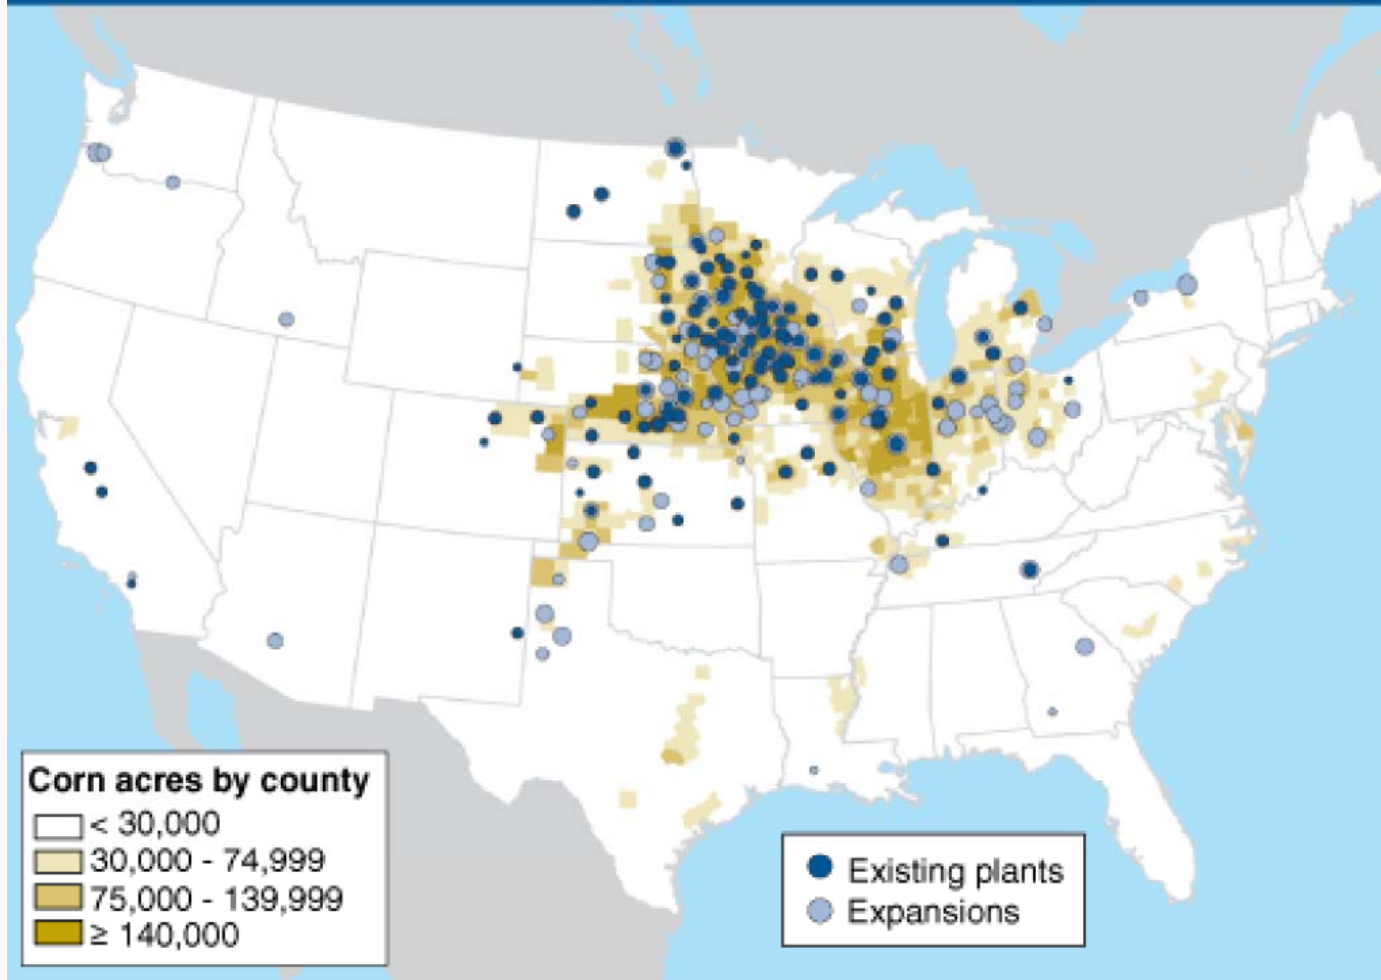 Corn acres by county
< 30,000
30,000 - 74,999
75,000 - 139,999
≥ 140,000
Existing plants
Expansions